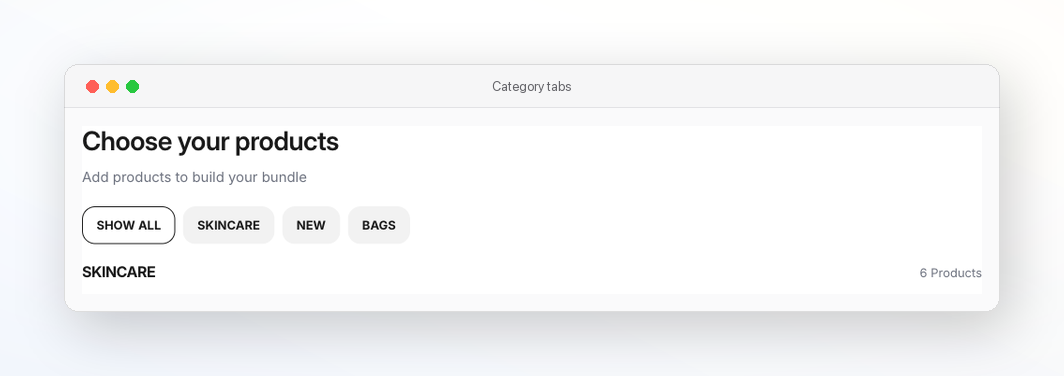 Category tabs
Choose your products
Add products to build your bundle
SHOW ALL SKINCARE NEW BAGS
SKINCARE 6 Products